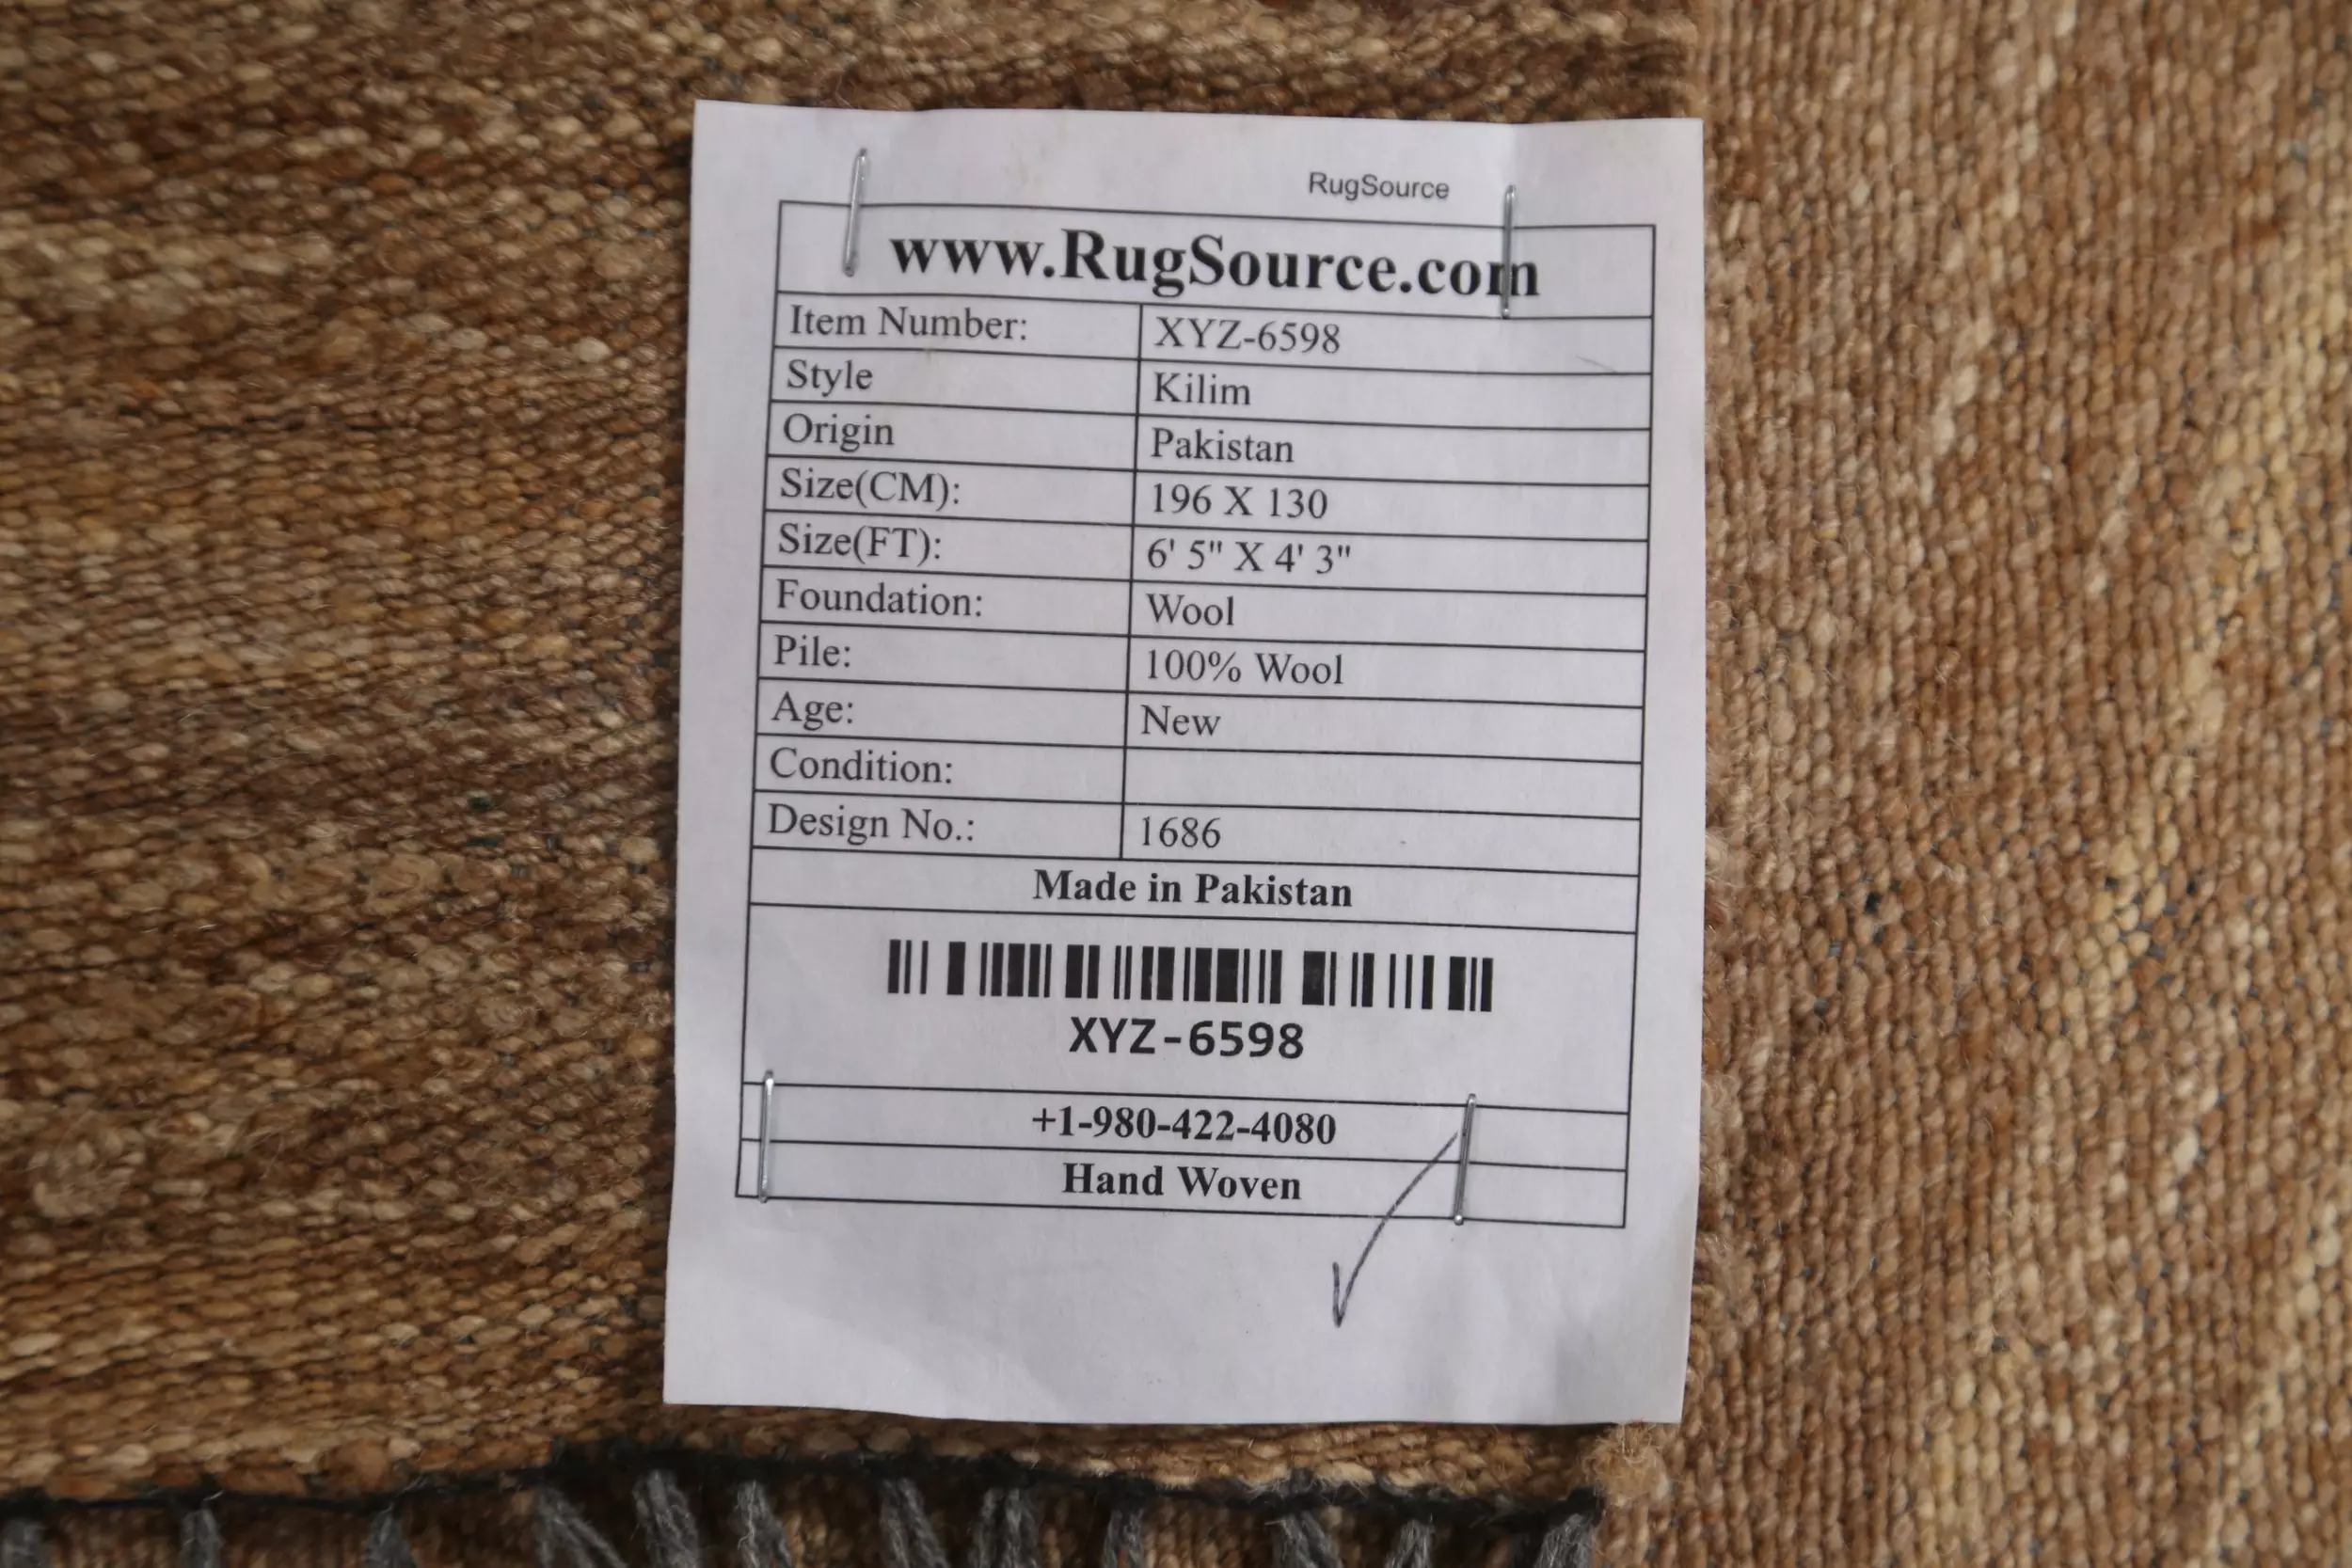 RugSource
www.RugSource.com
Item Number: XYZ-6598
Style Kilim
Origin Pakistan
Size(CM): 196 X 130
Size(FT): 6' 5" X 4' 3"
Foundation: Wool
Pile: 100% Wool
Age: New
Condition:
Design No.: 1686
Made in Pakistan
XYZ-6598
+1-980-422-4080
Hand Woven